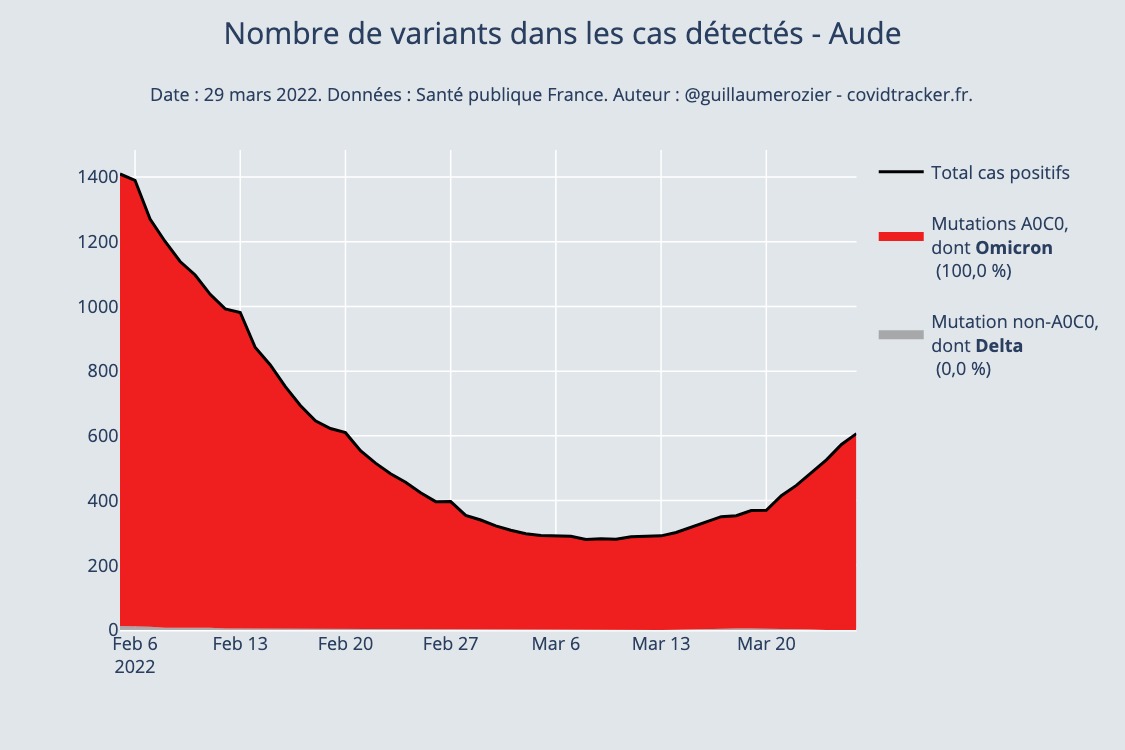 Nombre de variants dans les cas détectés - Aude
Date : 29 mars 2022. Données : Santé publique France. Auteur : @guillaumerozier - covidtracker.fr.
1400
1200
1000
800
600
400
200
0
Feb 6
2022
Feb 13
Feb 20
Feb 27
Mar 6
Mar 13
Mar 20
Total cas positifs
Mutations A0C0,
dont Omicron
(100,0 %)
Mutation non-A0C0,
dont Delta
(0,0 %)